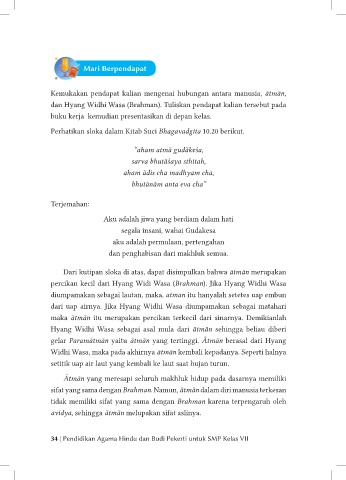 Mari Berpendapat
Kemukakan pendapat kalian mengenai hubungan antara manusia, ātmān,
dan Hyang Widhi Wasa (Brahman). Tuliskan pendapat kalian tersebut pada
buku kerja kemudian presentasikan di depan kelas.
Perhatikan sloka dalam Kitab Suci Bhagavadgita 10.20 berikut.
"aham atmā gudākeśa,
sarva bhutāśaya sthitah,
aham ādis cha madhyam cha,
bhutānām anta eva cha"
Terjemahan:
Aku adalah jiwa yang berdiam dalam hati
segala insani, wahai Gudakesa
aku adalah permulaan, pertengahan
dan penghabisan dari makhluk semua.
Dari kutipan sloka di atas, dapat disimpulkan bahwa ātmān merupakan
percikan kecil dari Hyang Widi Wasa (Brahman). Jika Hyang Widhi Wasa
diumpamakan sebagai lautan, maka, atman itu hanyalah setetes uap embun
dari uap airnya. Jika Hyang Widhi Wasa diumpamakan sebagai matahari
maka ātmān itu merupakan percikan terkecil dari sinarnya. Demikianlah
Hyang Widhi Wasa sebagai asal mula dari ātmān sehingga beliau diberi
gelar Paramātmān yaitu ātmān yang tertinggi. Ātmān berasal dari Hyang
Widhi Wasa, maka pada akhirnya ātmān kembali kepadanya. Seperti halnya
setitik uap air laut yang kembali ke laut saat hujan turun.
Ātmān yang meresapi seluruh makhluk hidup pada dasarnya memiliki
sifat yang sama dengan Brahman. Namun, ātmān dalam diri manusia terkesan
tidak memiliki sifat yang sama dengan Brahman karena terpengaruh oleh
avidya, sehingga ātmān melupakan sifat aslinya.
34 | Pendidikan Agama Hindu dan Budi Pekerti untuk SMP Kelas VII